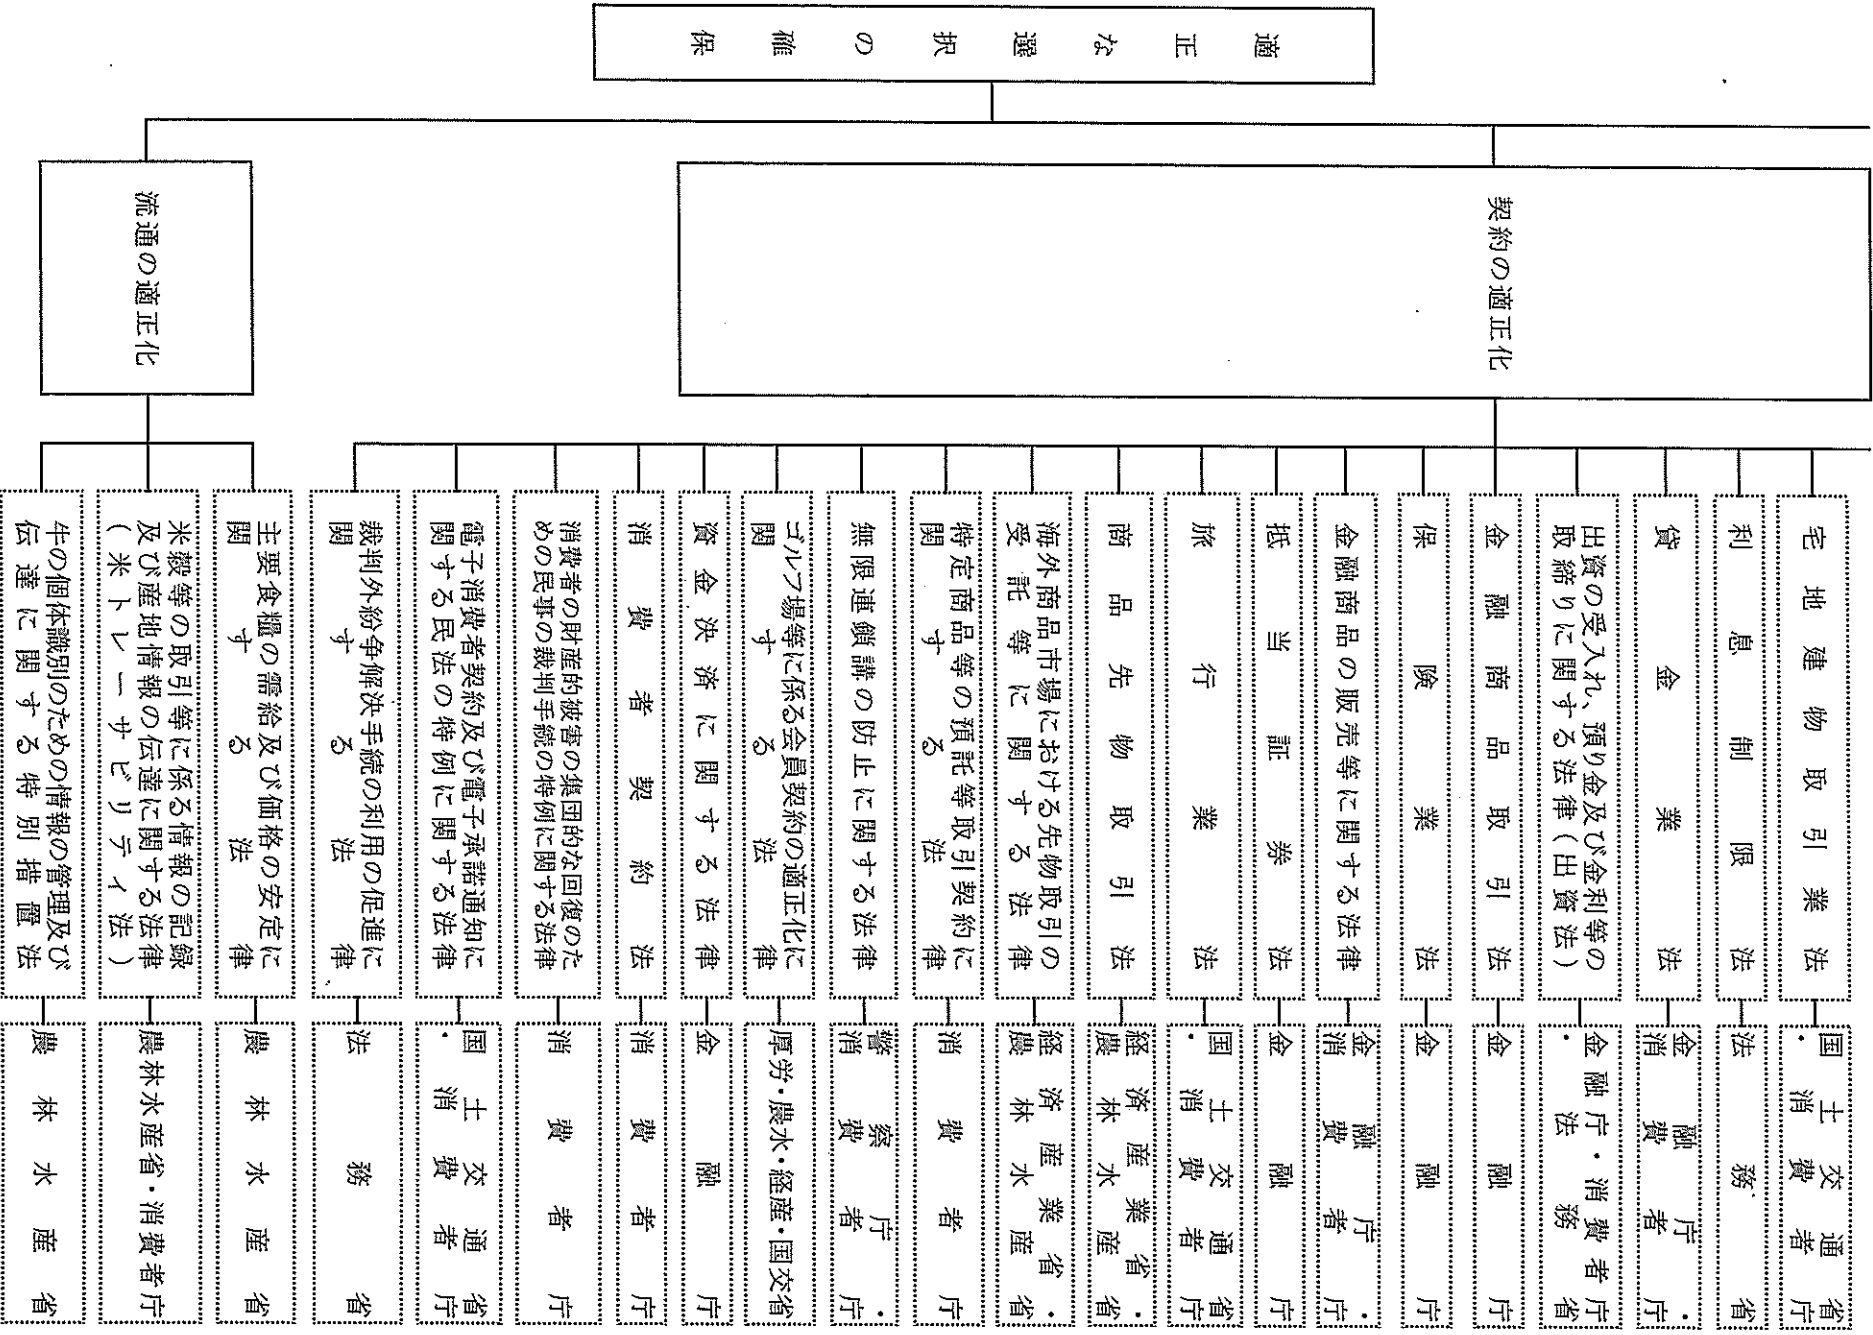 適正な選択の確保
契約の適正化
宅地建物取引業法
国土交通省
・消費者庁
利息制限法
法務省
貸金業法
金融庁・
消費者庁
出資の受入れ、預り金及び金利等の
取締りに関する法律(出資法)
金融庁・消費者庁
・法務省
金融商品取引法
金融庁
保険業法
金融庁
金融商品の販売等に関する法律
金融庁・
消費者庁
抵当証券法
金融庁
旅行業法
国土交通省
・消費者庁
商品先物取引法
経済産業省・
農林水産省
海外商品市場における先物取引の
受託等に関する法律
経済産業省・
農林水産省
特定商品等の預託等取引契約に
関する法律
消費者庁
無限連鎖講の防止に関する法律
警察庁・
消費者庁
ゴルフ場等に係る会員契約の適正化に
関する法律
厚労・農水・経産・国交省
資金決済に関する法律
金融庁
消費者契約法
消費者庁
消費者の財産的被害の集団的な回復のた
めの民事の裁判手続の特例に関する法律
消費者庁
電子消費者契約及び電子承諾通知に
関する民法の特例に関する法律
国土交通省
・消費者庁
裁判外紛争解決手続の利用の促進に
関する法律
法務省
流通の適正化
主要食糧の需給及び価格の安定に
関する法律
農林水産省
米穀等の取引等に係る情報の記録
及び産地情報の伝達に関する法律
(米トレーサビリティ法)
農林水産省・消費者庁
牛の個体識別のための情報の管理及び
伝達に関する特別措置法
農林水産省